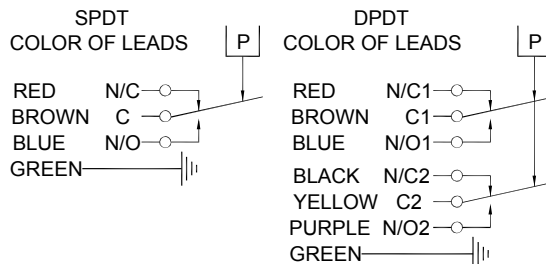 SPDT
COLOR OF LEADS
P
RED N/C
BROWN C
BLUE N/O
GREEN
DPDT
COLOR OF LEADS
P
RED N/C1
BROWN C1
BLUE N/O1
BLACK N/C2
YELLOW C2
PURPLE N/O2
GREEN